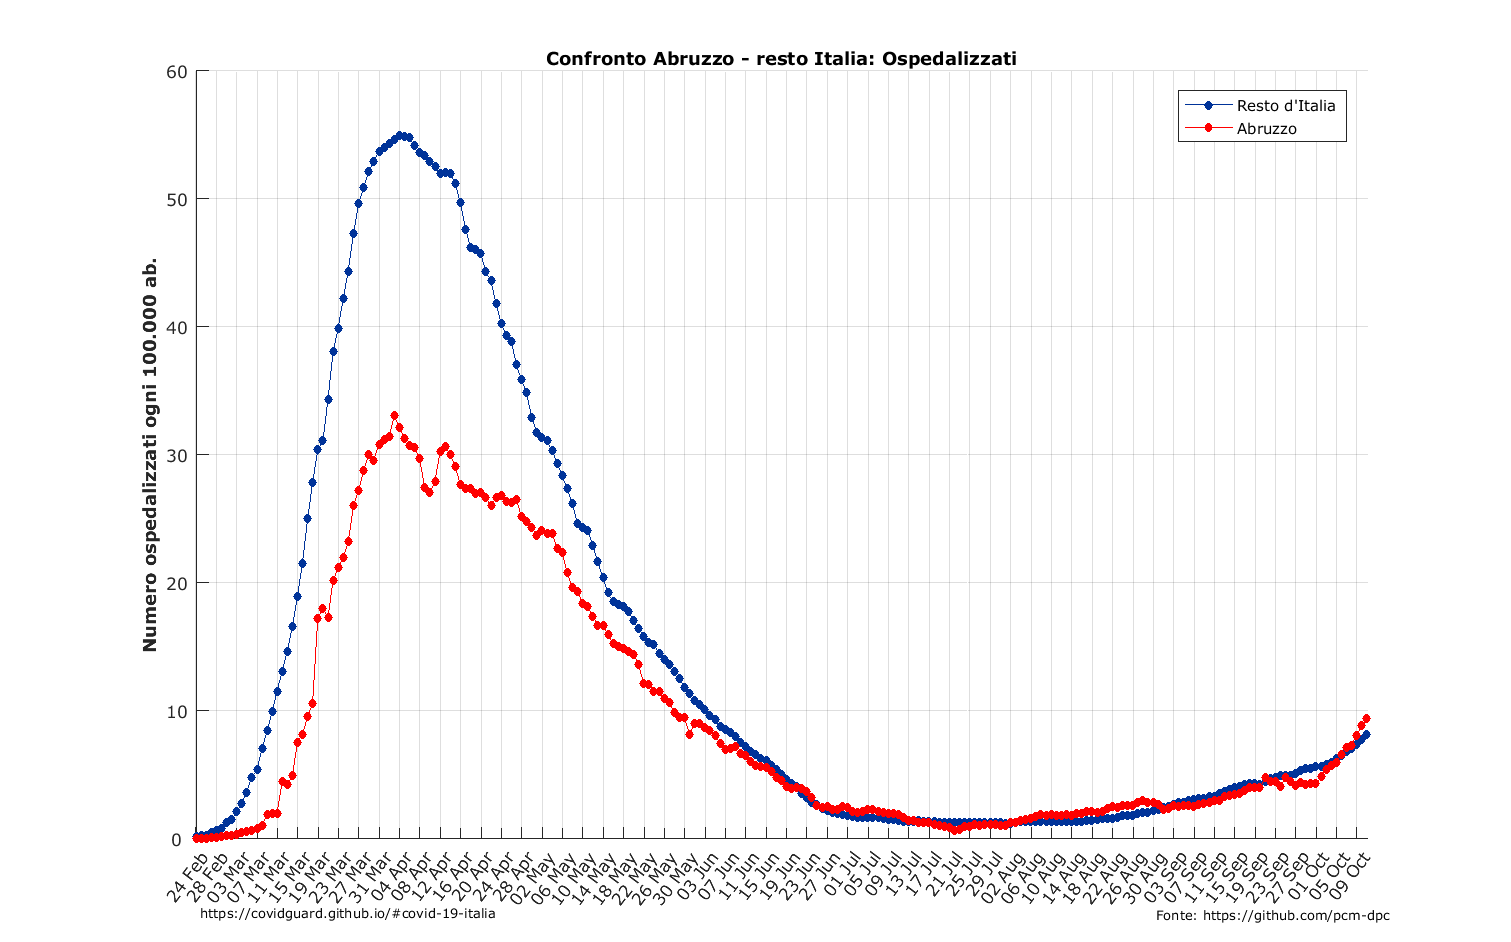 Confronto Abruzzo - resto Italia: Ospedalizzati
Numero ospedalizzati ogni 100.000 ab.
60
50
40
30
20
10
0
Resto d'Italia
Abruzzo
24 Feb
28 Feb
03 Mar
07 Mar
11 Mar
15 Mar
19 Mar
23 Mar
27 Mar
31 Mar
04 Apr
08 Apr
12 Apr
16 Apr
20 Apr
24 Apr
28 Apr
02 May
06 May
10 May
14 May
18 May
22 May
26 May
30 May
03 Jun
07 Jun
11 Jun
15 Jun
19 Jun
23 Jun
27 Jun
01 Jul
05 Jul
09 Jul
13 Jul
17 Jul
21 Jul
25 Jul
29 Jul
02 Aug
06 Aug
10 Aug
14 Aug
18 Aug
22 Aug
26 Aug
30 Aug
03 Sep
07 Sep
11 Sep
15 Sep
19 Sep
23 Sep
27 Sep
01 Oct
05 Oct
09 Oct
https://covidguard.github.io/#covid-19-italia
Fonte: https://github.com/pcm-dpc